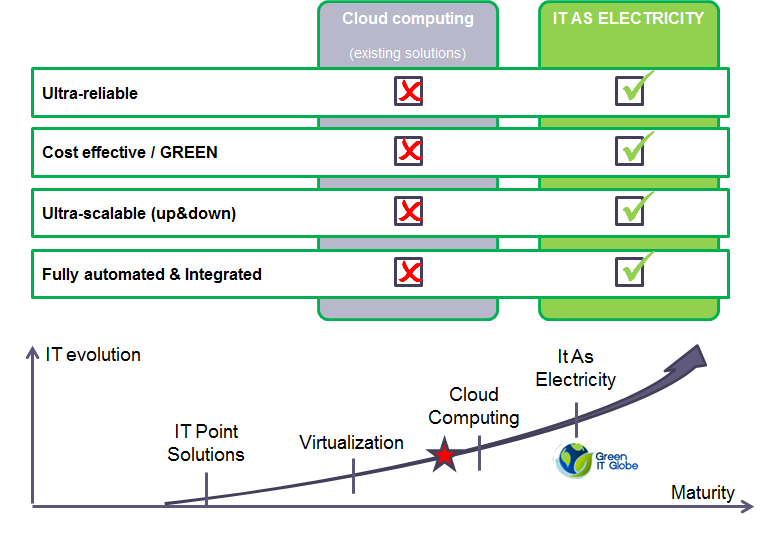 Cloud computing
(existing solutions)
IT AS ELECTRICITY
Ultra-reliable
Cost effective / GREEN
Ultra-scalable (up&down)
Fully automated & Integrated
IT evolution
It As
Electricity
Cloud
Computing
IT Point
Solutions
Virtualization
Green
IT Globe
Maturity